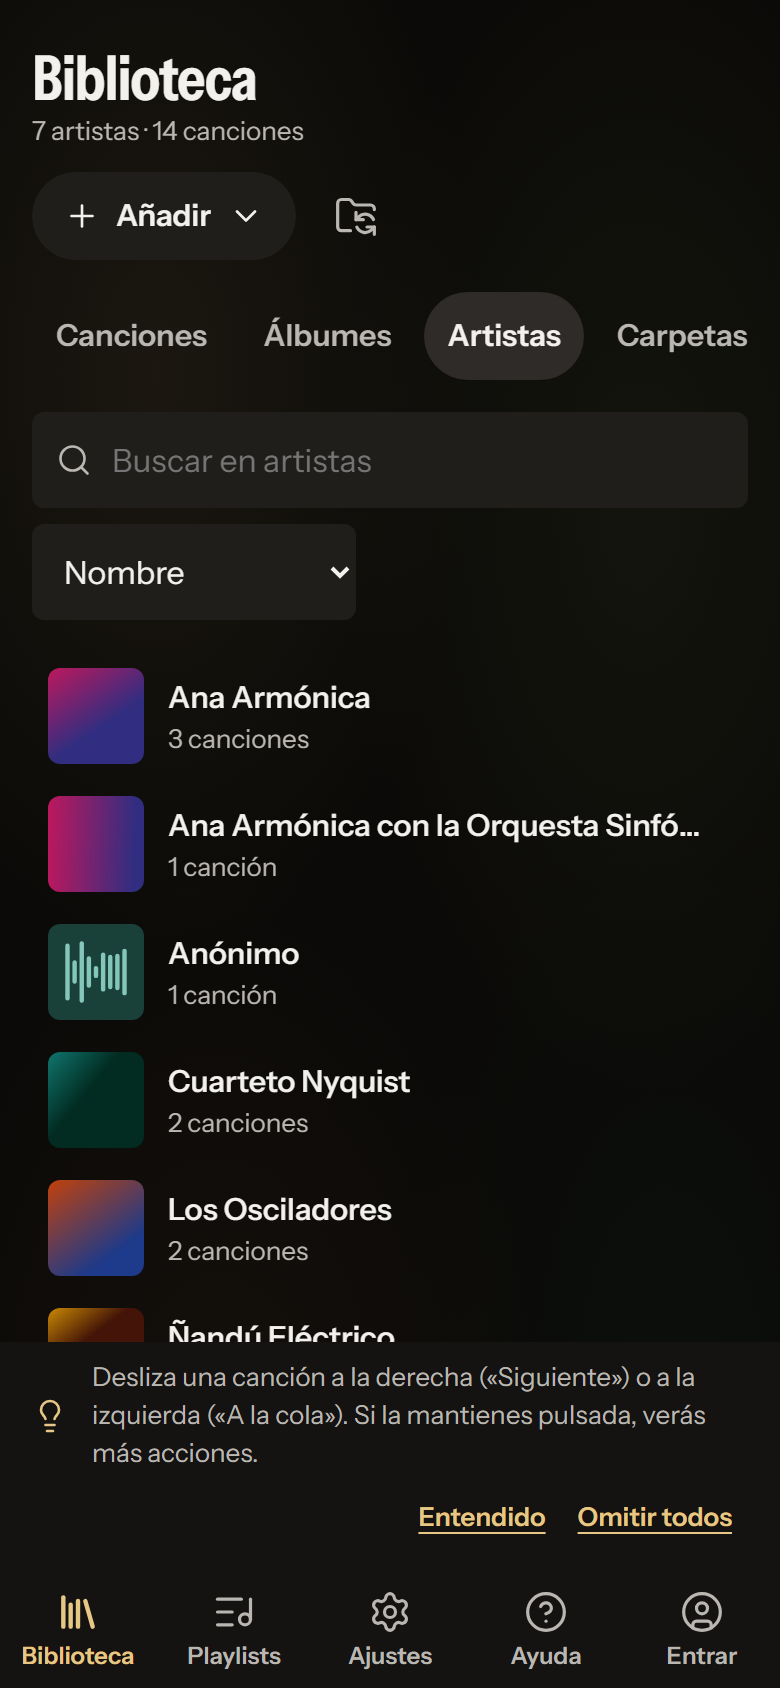 Biblioteca
7 artistas · 14 canciones
Añadir
Canciones Álbumes Artistas Carpetas
Buscar en artistas
Nombre
Ana Armónica
3 canciones
Ana Armónica con la Orquesta Sinfó...
1 canción
Anónimo
1 canción
Cuarteto Nyquist
2 canciones
Los Osciladores
2 canciones
Ñandú Eléctrico
Desliza una canción a la derecha («Siguiente») o a la
izquierda («A la cola»). Si la mantienes pulsada, verás
más acciones.
Entendido Omitir todos
Biblioteca Playlists Ajustes Ayuda Entrar